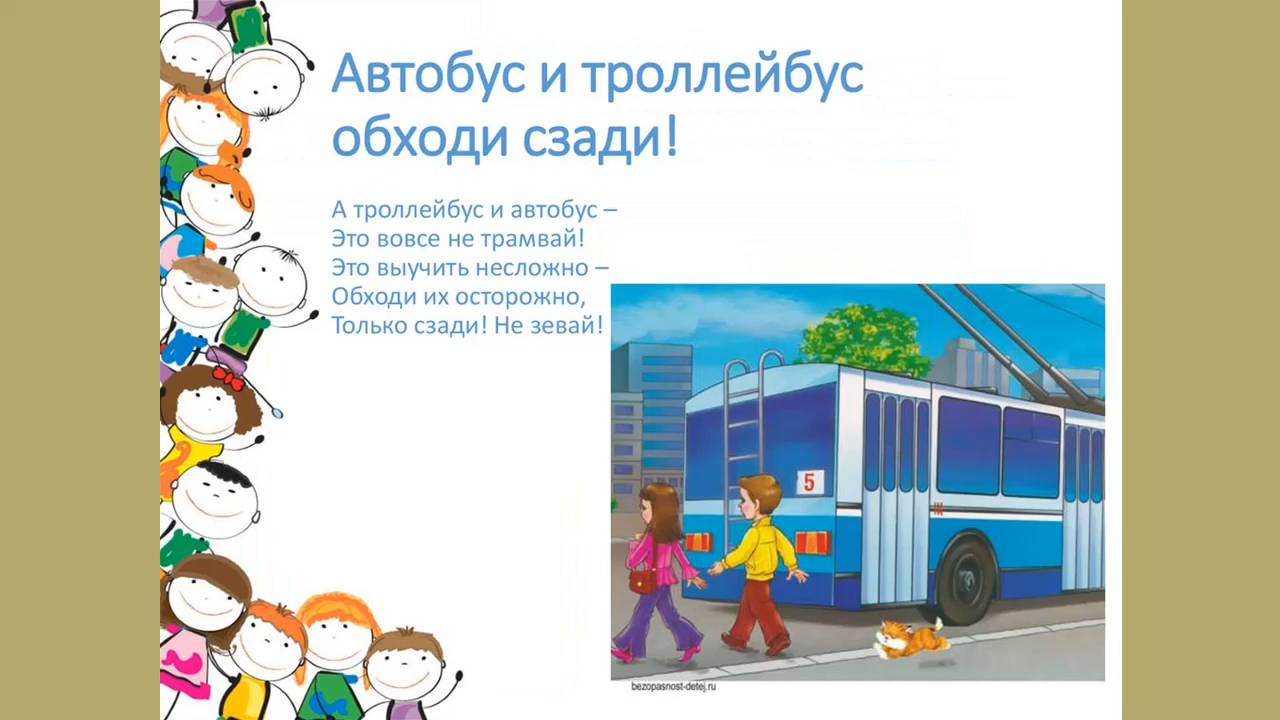 Автобус и троллейбус
обходи сзади!
А троллейбус и автобус –
Это вовсе не трамвай!
Это выучить несложно –
Обходи их осторожно,
Только сзади! Не зевай!
5
bezopasnost-detej.ru